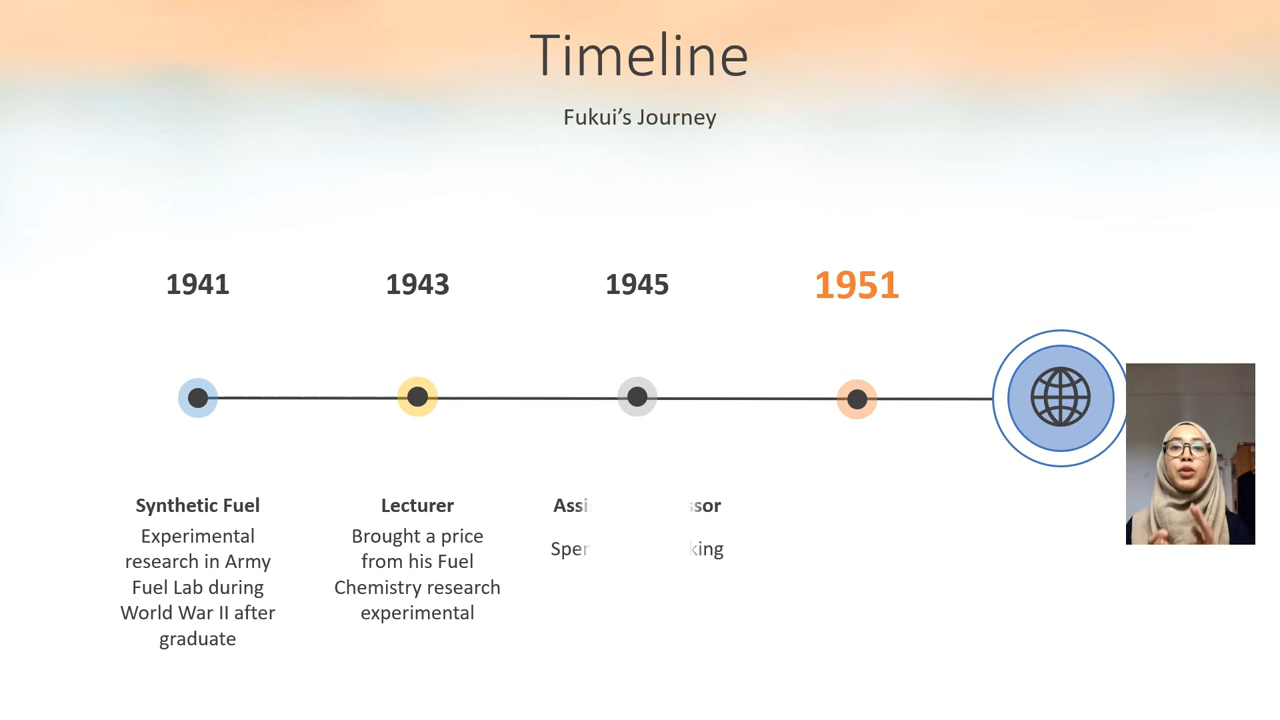 Timeline
Fukui’s Journey
1941
1943
1945
1951
Synthetic Fuel
Experimental
research in Army
Fuel Lab during
World War II after
graduate
Lecturer
Brought a price
from his Fuel
Chemistry research
experimental